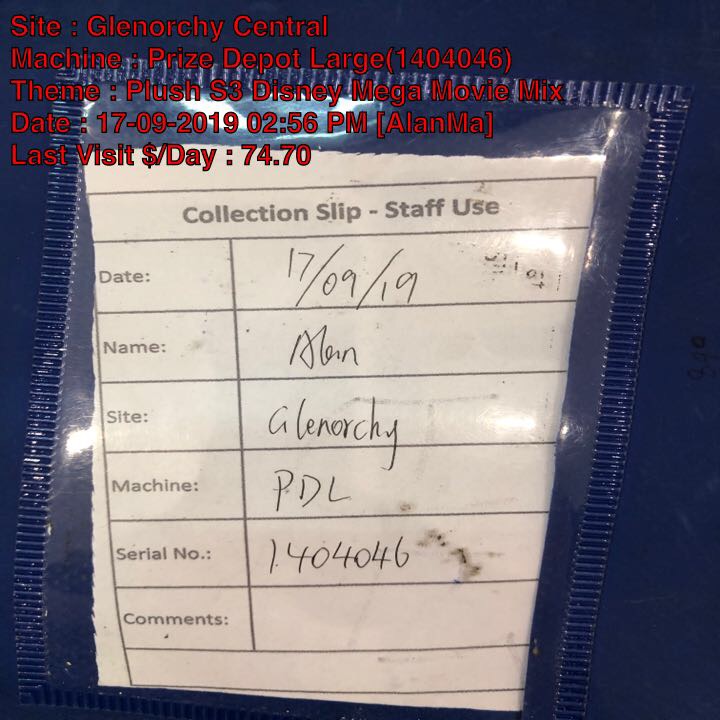 Site : Glenorchy Central
Machine : Prize Depot Large(1404046)
Theme : Plush S3 Disney Mega Movie Mix
Date : 17-09-2019 02:56 PM [AlanMa]
Last Visit $/Day : 74.70
Collection Slip - Staff Use
Date: 17/09/19
Name: Alan
Site: Glenorchy
Machine: PDL
Serial No.: 1404046
Comments: